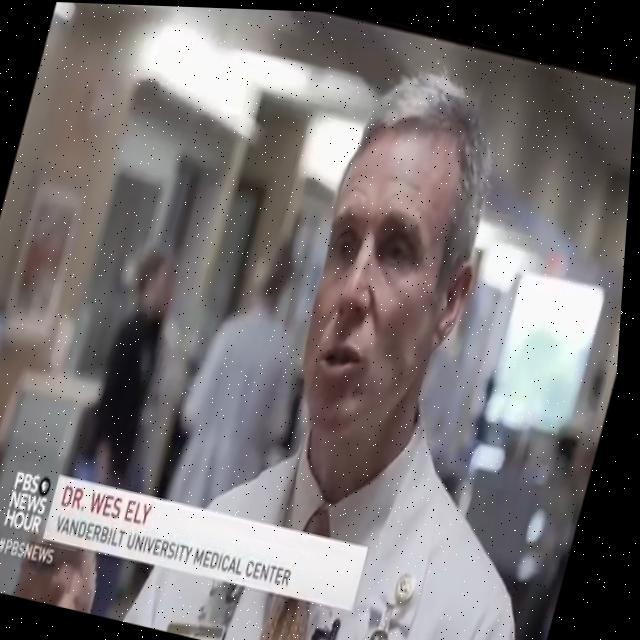 PBS
NEWS
HOUR
#PBSNEWS
DR. WES ELY
VANDERBILT UNIVERSITY MEDICAL CENTER